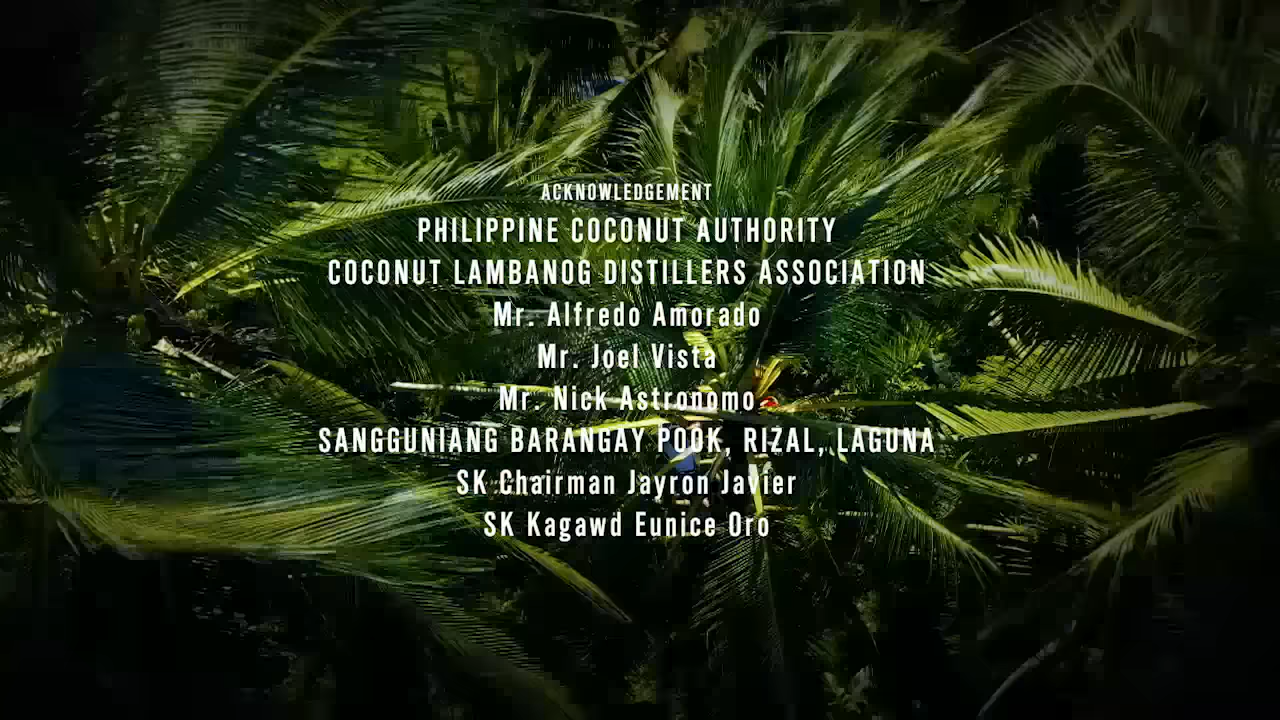 ACKNOWLEDGEMENT
PHILIPPINE COCONUT AUTHORITY
COCONUT LAMBANOG DISTILLERS ASSOCIATION
Mr. Alfredo Amorado
Mr. Joel Vista
Mr. Nick Astronomo
SANGGUNIANG BARANGAY POOK, RIZAL, LAGUNA
SK Chairman Jayron Javier
SK Kagawd Eunice Oro